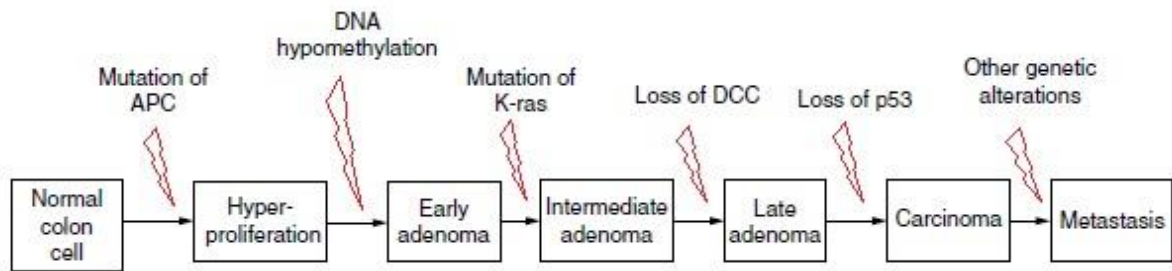 DNA
hypomethylation
Mutation of
APC
Mutation of
K-ras
Loss of DCC
Loss of p53
Other genetic
alterations
Normal
colon
cell
Hyper-
proliferation
Early
adenoma
Intermediate
adenoma
Late
adenoma
Carcinoma
Metastasis